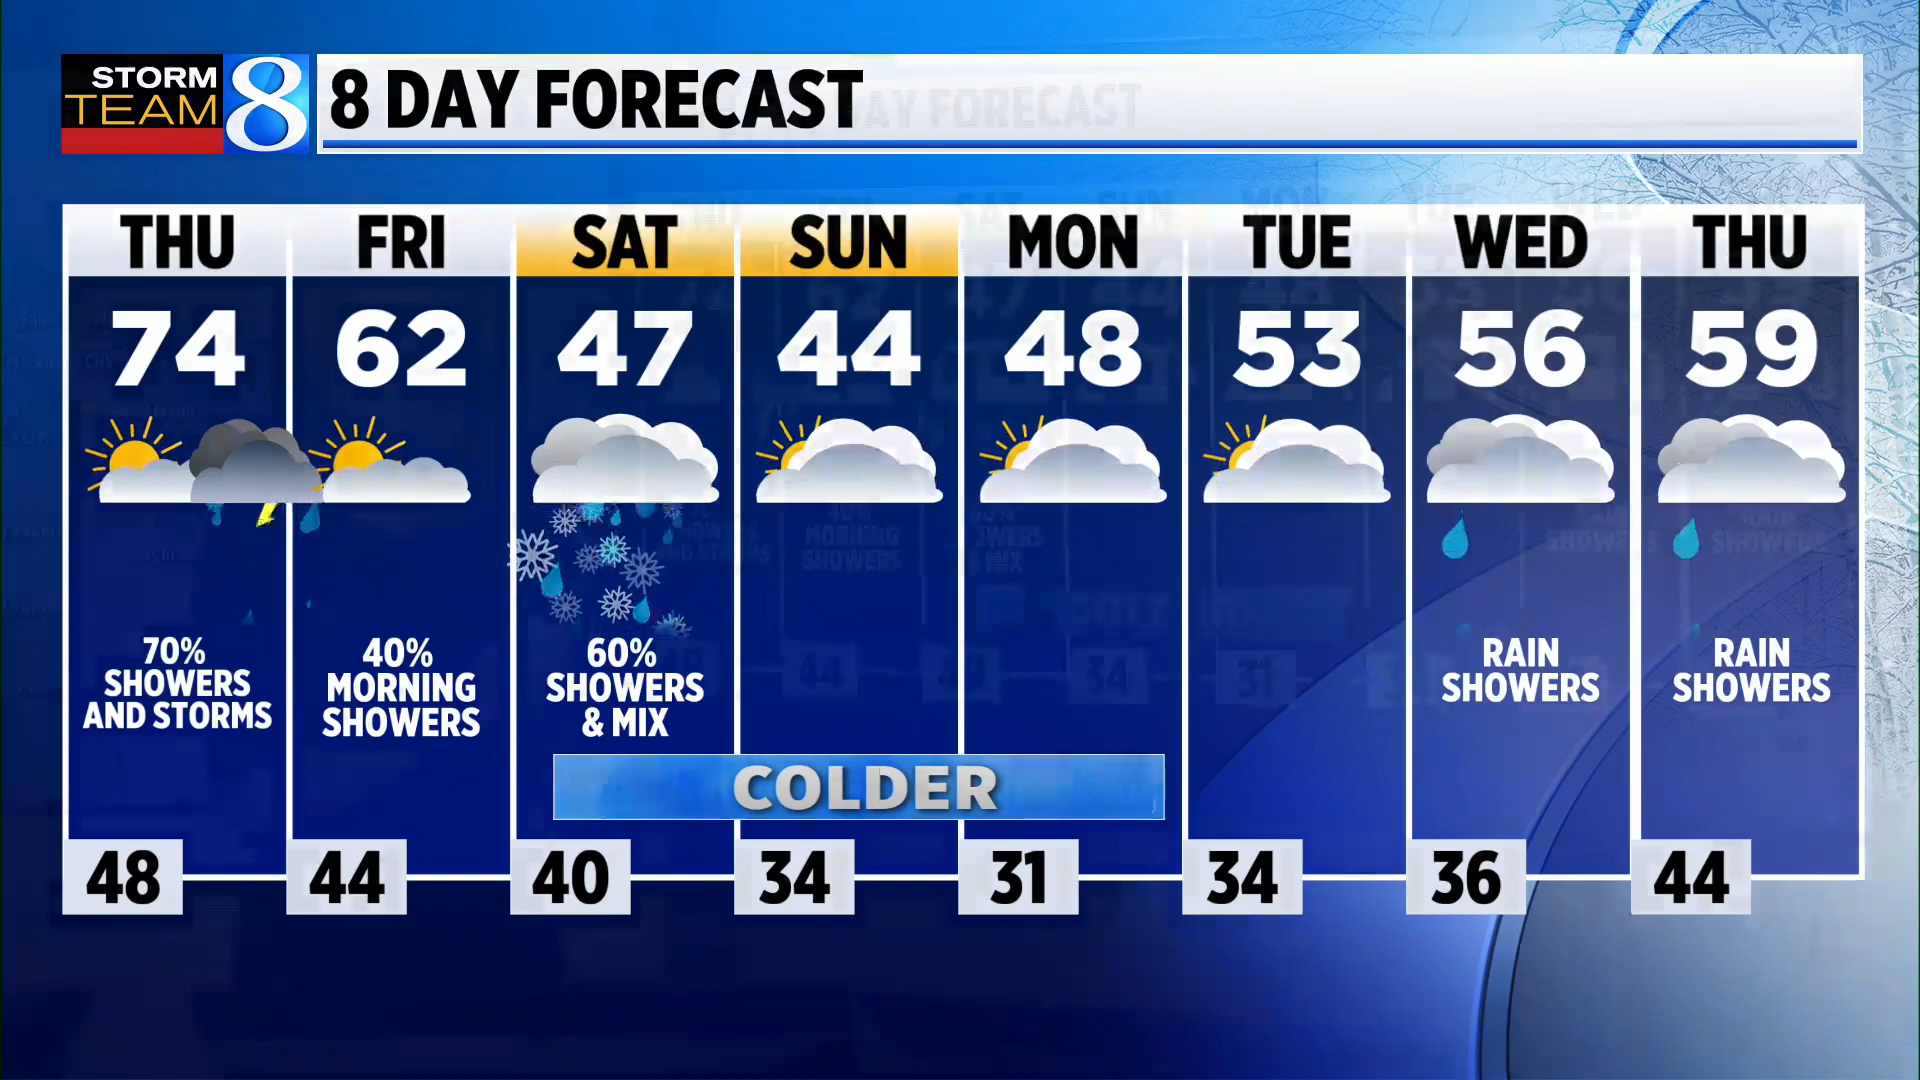 STORM
TEAM
8
8 DAY FORECAST
THU FRI SAT SUN MON TUE WED THU
74 62 47 44 48 53 56 59
70%
SHOWERS
AND STORMS
40%
MORNING
SHOWERS
60%
SHOWERS
& MIX
RAIN
SHOWERS
RAIN
SHOWERS
COLDER
48 44 40 34 31 34 36 44